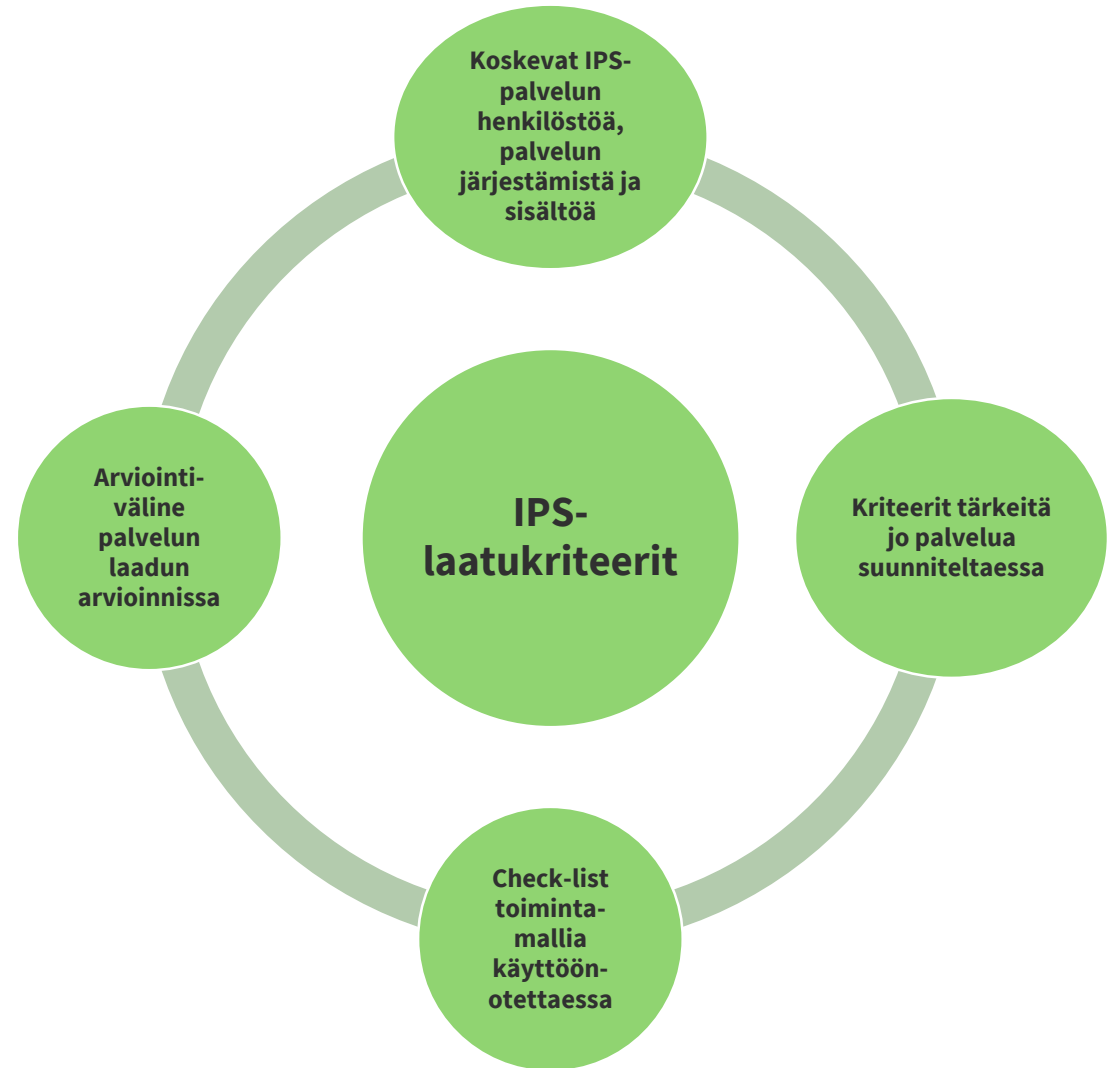 Koskevat IPS-
palvelun
henkilöstöä,
palvelun
järjestämistä ja
sisältöä
Arviointi-
väline
palvelun
laadun
arvioinnissa
IPS-
laatukriteerit
Kriteerit tärkeitä
jo palvelua
suunniteltaessa
Check-list
toiminta-
mallia
käyttöön-
otettaessa